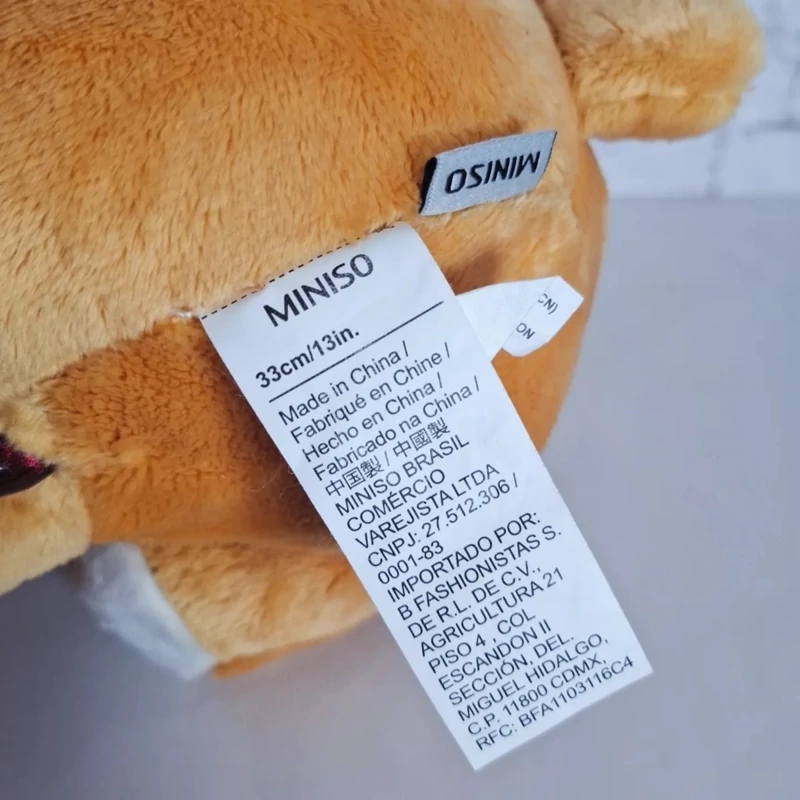 MINISO
MINISO
33cm/13in.
Made in China /
Fabriqué en Chine /
Hecho en China /
Fabricado na China /
中国製 / 中國製
MINISO BRASIL
COMÉRCIO
VAREJISTA LTDA
CNPJ: 27.512.306 /
0001-83
IMPORTADO POR:
B FASHIONISTAS S.
DE R.L. DE C.V.,
AGRICULTURA 21
PISO 4 , COL
ESCANDON II
SECCIÓN, DEL.
MIGUEL HIDALGO,
C.P. 11800 CDMX,
RFC: BFA1103116C4
CN)
ON